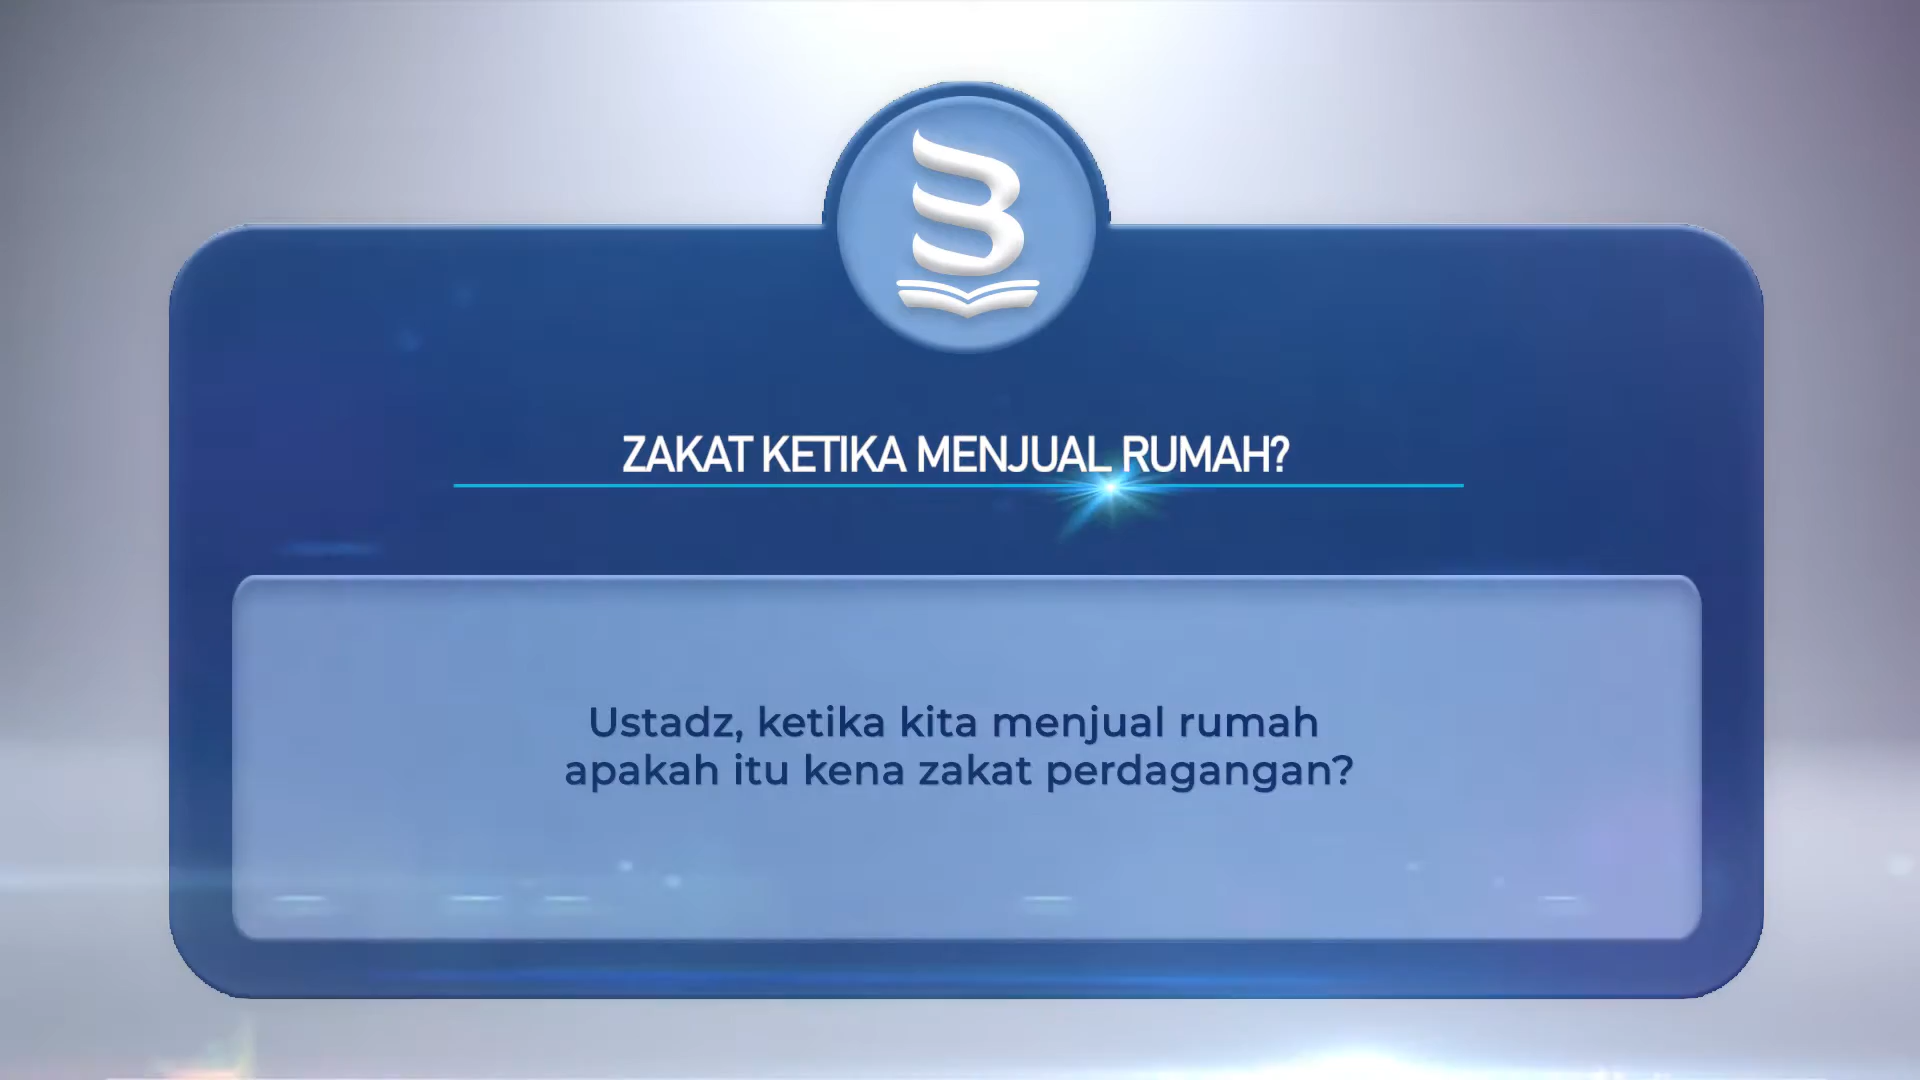 ZAKAT KETIKA MENJUAL RUMAH?
Ustadz, ketika kita menjual rumah
apakah itu kena zakat perdagangan?